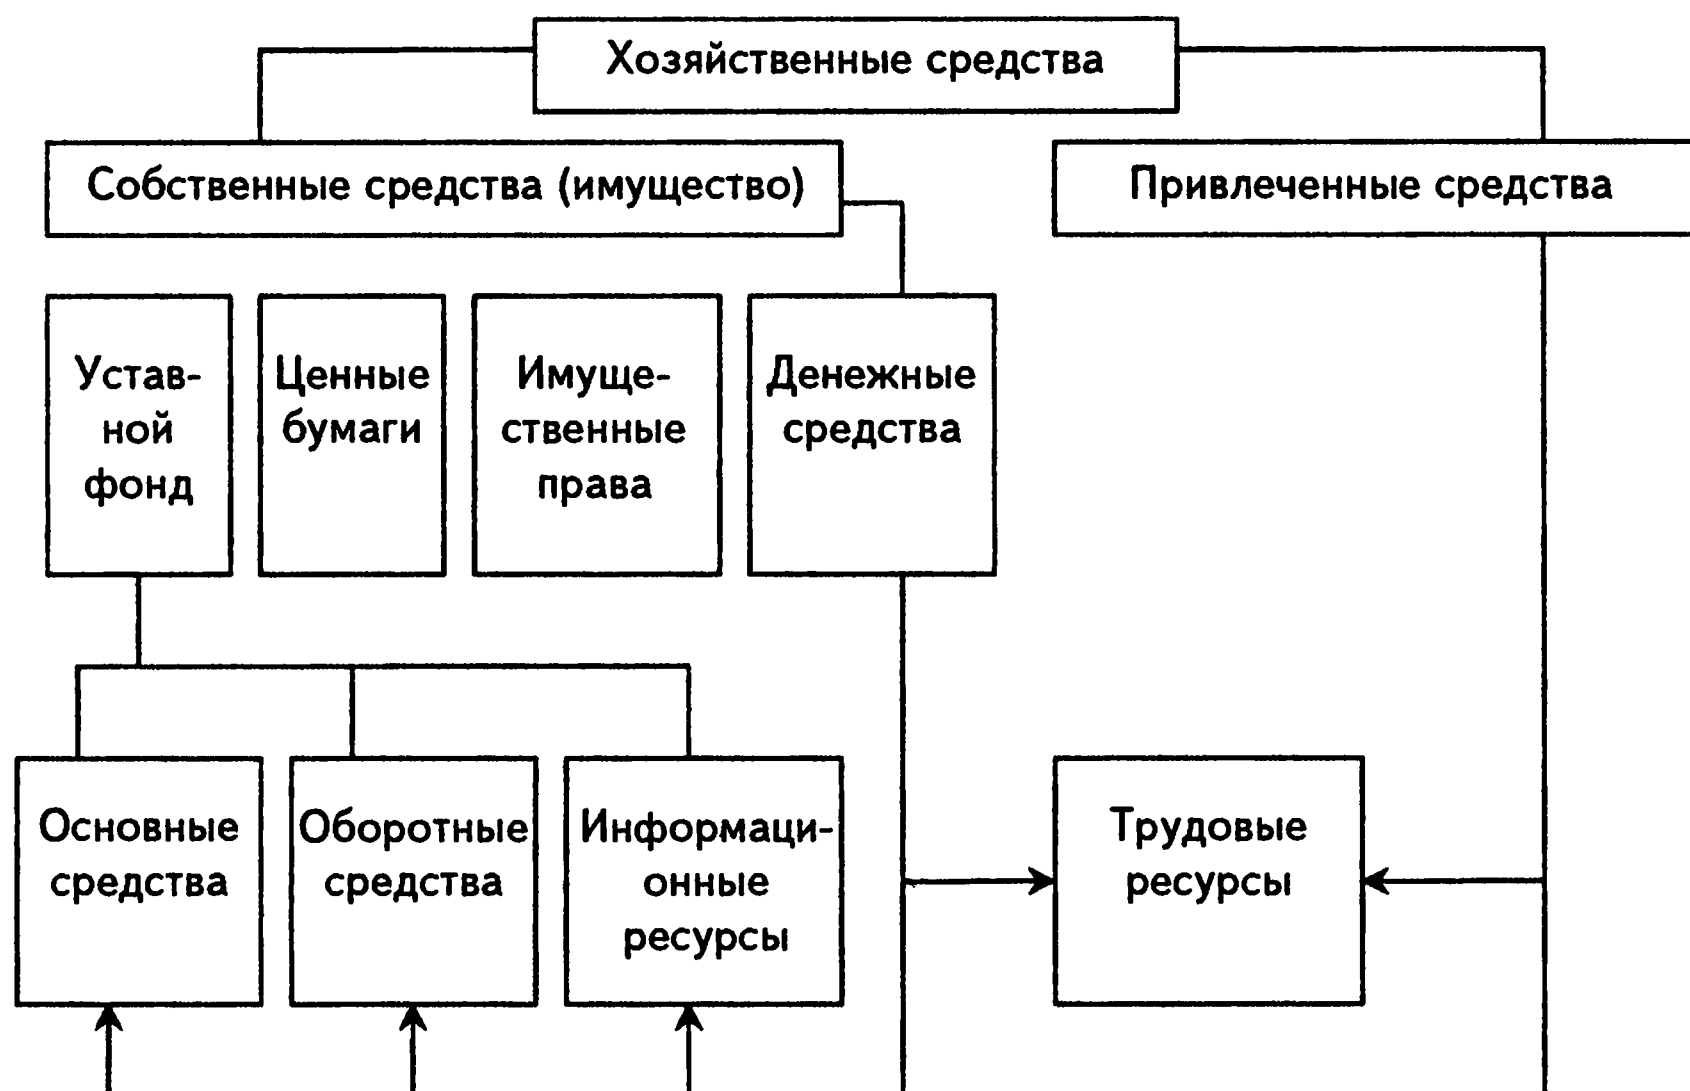 Хозяйственные средства
Собственные средства (имущество)
Привлеченные средства
Устав-
ной
фонд
Ценные
бумаги
Имуще-
ственные
права
Денежные
средства
Основные
средства
Оборотные
средства
Информаци-
онные
ресурсы
Трудовые
ресурсы